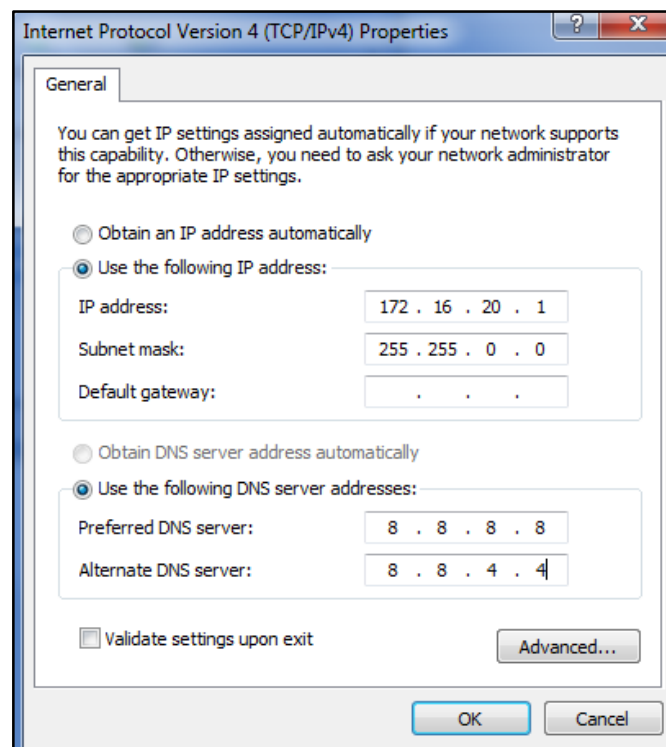 Internet Protocol Version 4 (TCP/IPv4) Properties
General
You can get IP settings assigned automatically if your network supports
this capability. Otherwise, you need to ask your network administrator
for the appropriate IP settings.
Obtain an IP address automatically
Use the following IP address:
IP address: 172 . 16 . 20 . 1
Subnet mask: 255 . 255 . 0 . 0
Default gateway: . . .
Obtain DNS server address automatically
Use the following DNS server addresses:
Preferred DNS server: 8 . 8 . 8 . 8
Alternate DNS server: 8 . 8 . 4 . 4
Validate settings upon exit
Advanced...
OK Cancel